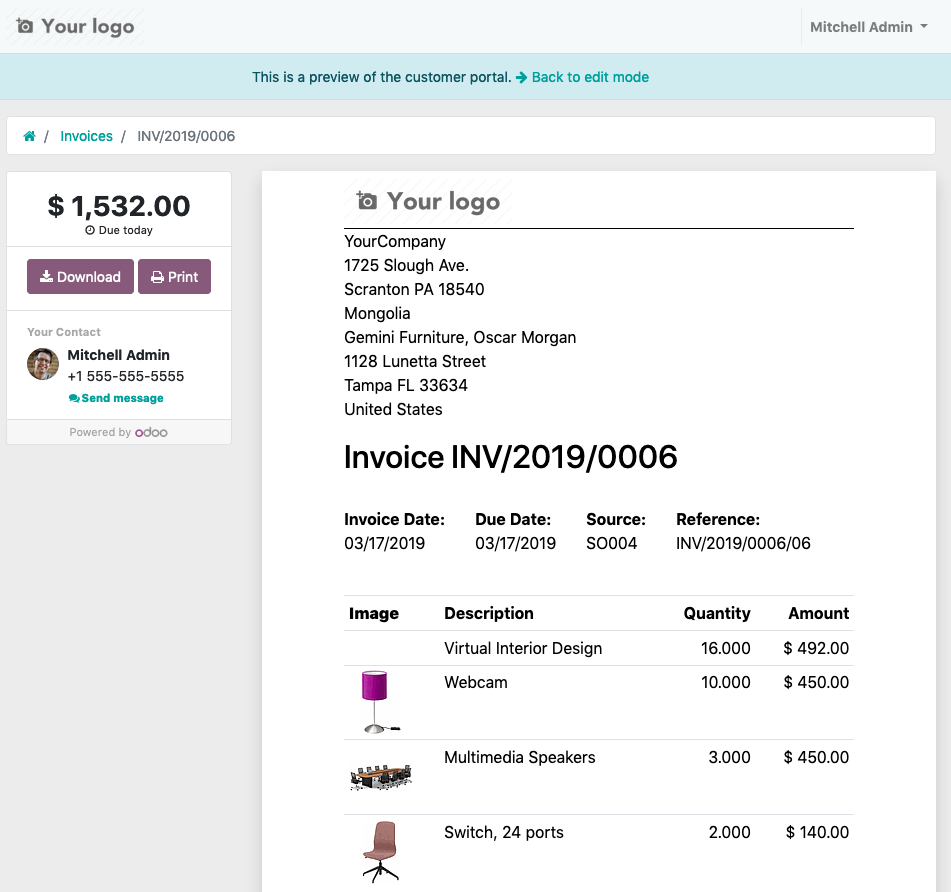 Your logo
Mitchell Admin
This is a preview of the customer portal. Back to edit mode
/ Invoices / INV/2019/0006
$ 1,532.00
Due today
Download Print
Your Contact
Mitchell Admin
+1 555-555-5555
Send message
Powered by odoo
Your logo
YourCompany
1725 Slough Ave.
Scranton PA 18540
Mongolia
Gemini Furniture, Oscar Morgan
1128 Lunetta Street
Tampa FL 33634
United States
Invoice INV/2019/0006
Invoice Date: Due Date: Source: Reference:
03/17/2019 03/17/2019 SO004 INV/2019/0006/06
Image Description Quantity Amount
Virtual Interior Design 16.000 $ 492.00
Webcam 10.000 $ 450.00
Multimedia Speakers 3.000 $ 450.00
Switch, 24 ports 2.000 $ 140.00